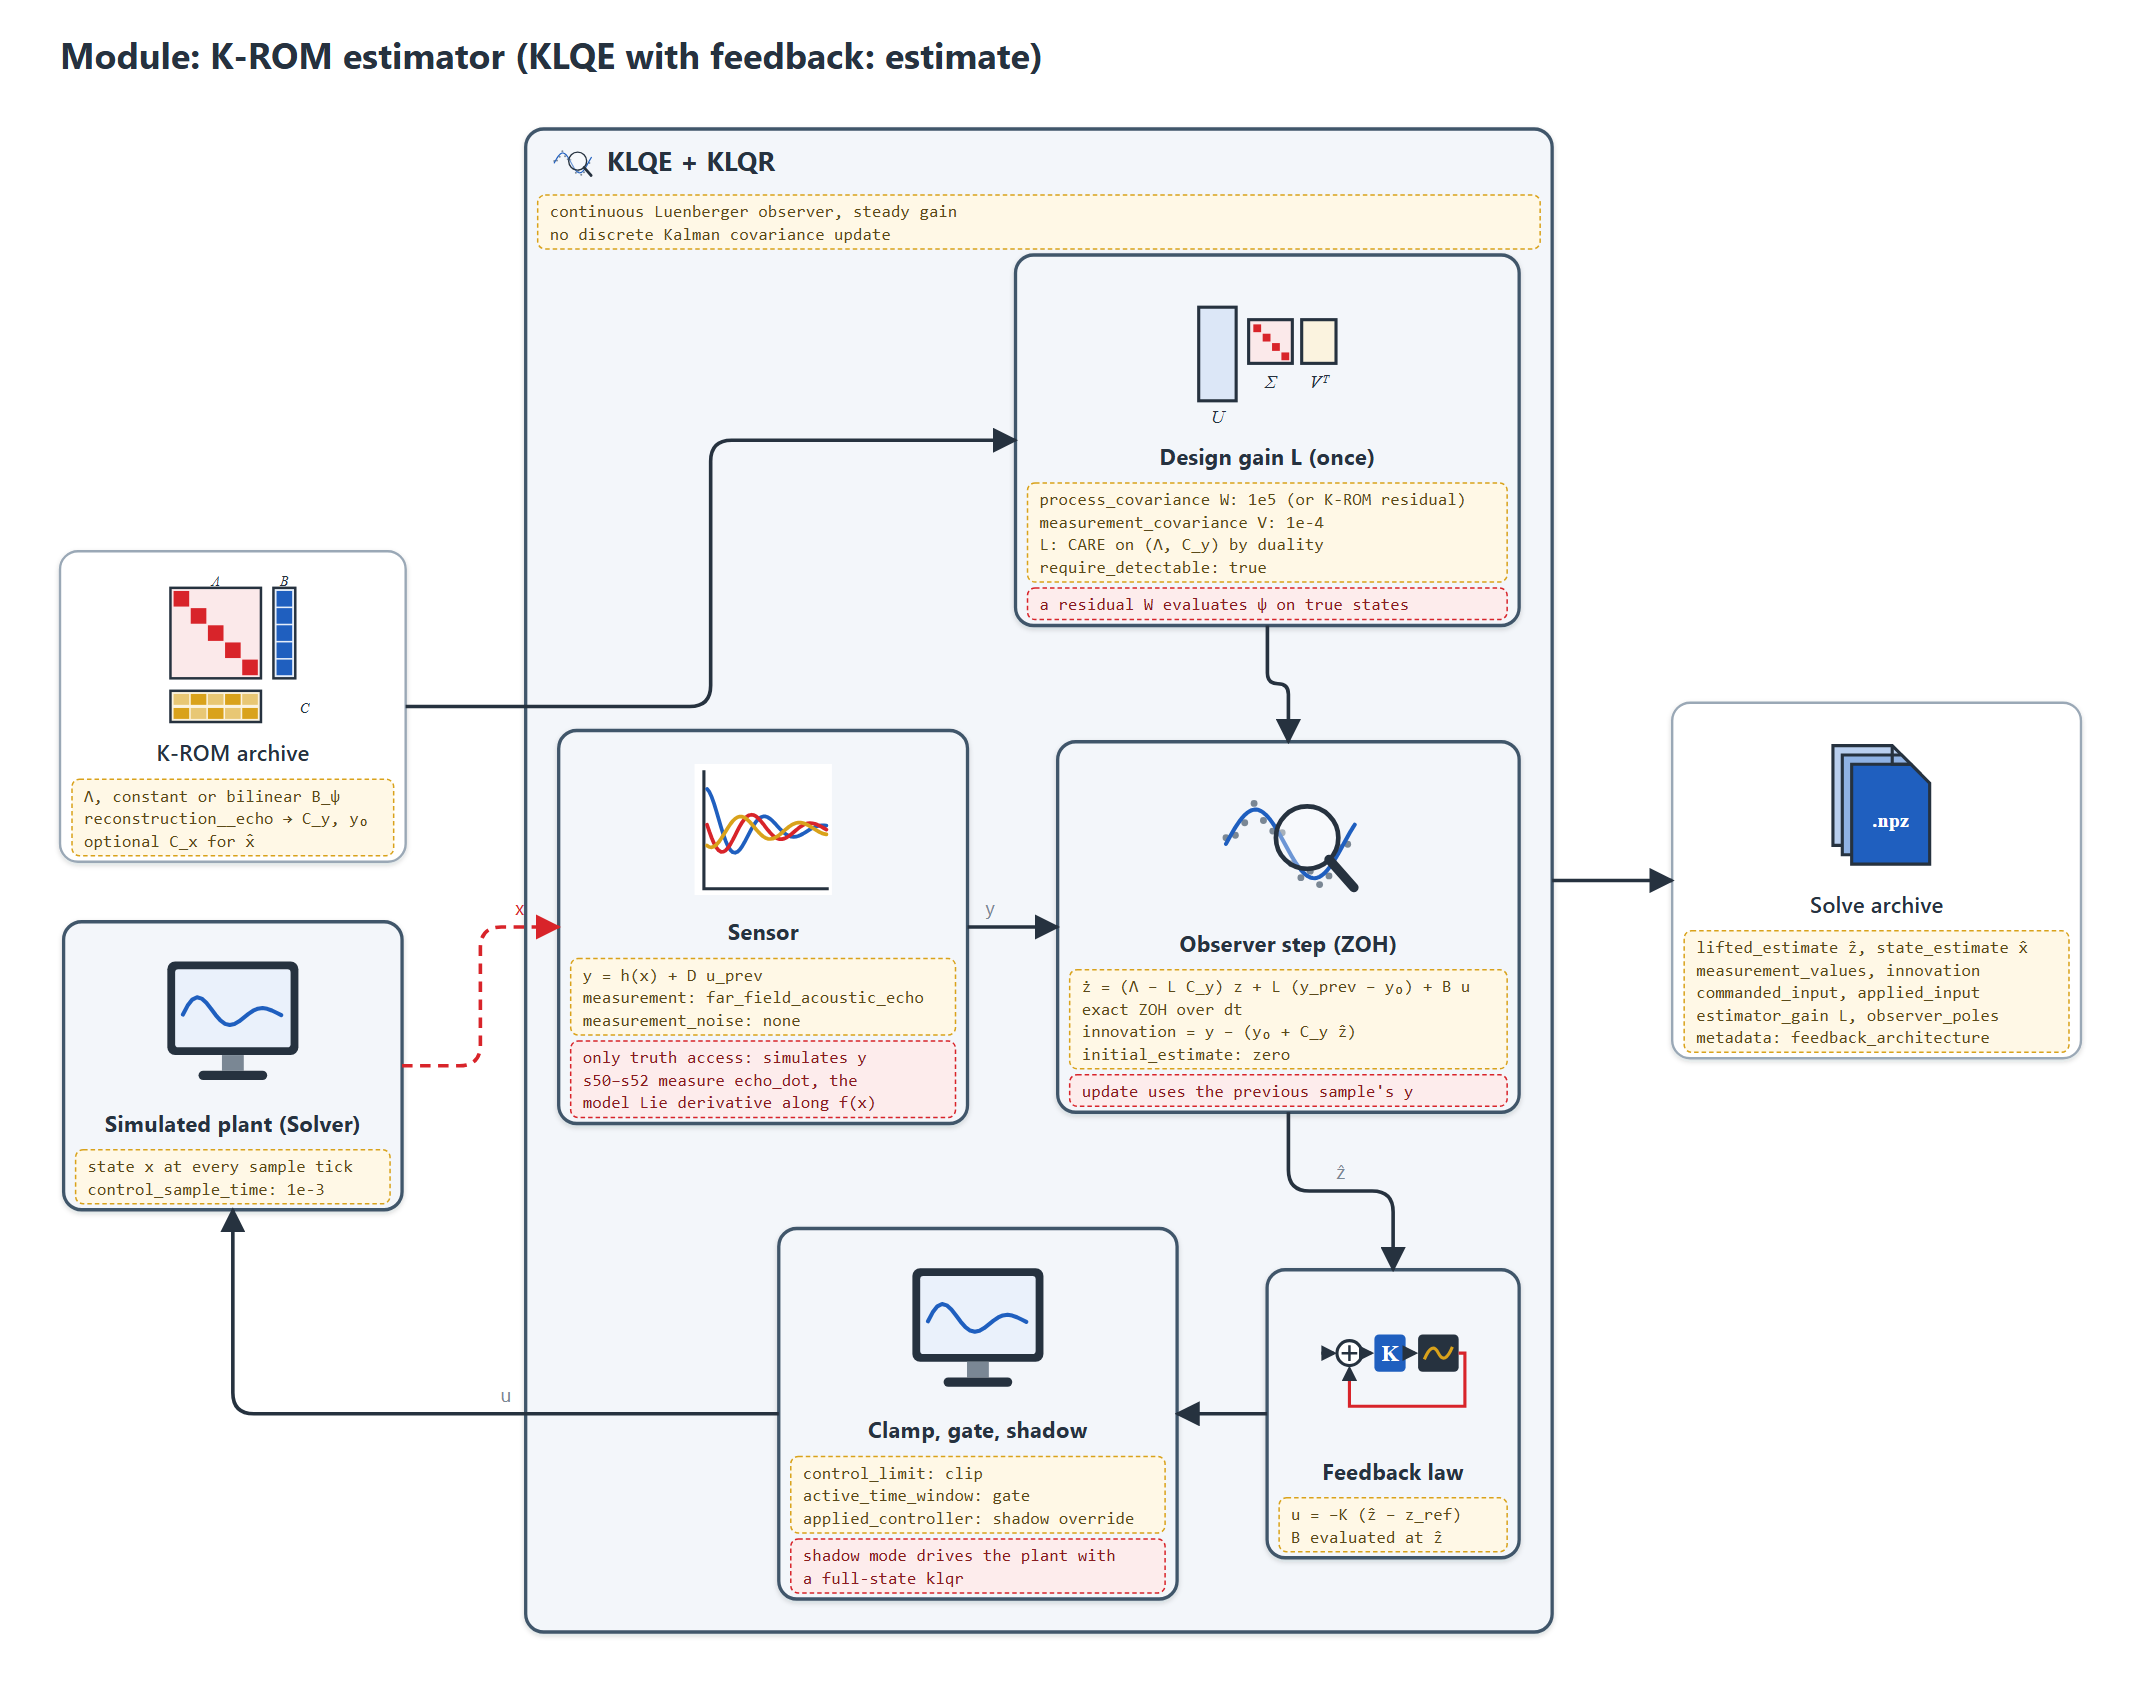 Module: K-ROM estimator (KLQE with feedback: estimate)
KLQE + KLQR
continuous Luenberger observer, steady gain
no discrete Kalman covariance update
U
Σ
Vᵀ
Design gain L (once)
process_covariance W: 1e5 (or K-ROM residual)
measurement_covariance V: 1e-4
L: CARE on (Λ, C_y) by duality
require_detectable: true
a residual W evaluates ψ on true states
Λ
B
C
K-ROM archive
Λ, constant or bilinear B_ψ
reconstruction__echo → C_y, y₀
optional C_x for x̂
x
Simulated plant (Solver)
state x at every sample tick
control_sample_time: 1e-3
Sensor
y = h(x) + D u_prev
measurement: far_field_acoustic_echo
measurement_noise: none
only truth access: simulates y
s50–s52 measure echo_dot, the
model Lie derivative along f(x)
y
Observer step (ZOH)
ż = (Λ − L C_y) z + L (y_prev − y₀) + B u
exact ZOH over dt
innovation = y − (y₀ + C_y ẑ)
initial_estimate: zero
update uses the previous sample's y
.npz
Solve archive
lifted_estimate ẑ, state_estimate x̂
measurement_values, innovation
commanded_input, applied_input
estimator_gain L, observer_poles
metadata: feedback_architecture
ẑ
K
Feedback law
u = −K (ẑ − z_ref)
B evaluated at ẑ
Clamp, gate, shadow
control_limit: clip
active_time_window: gate
applied_controller: shadow override
shadow mode drives the plant with
a full-state klqr
u